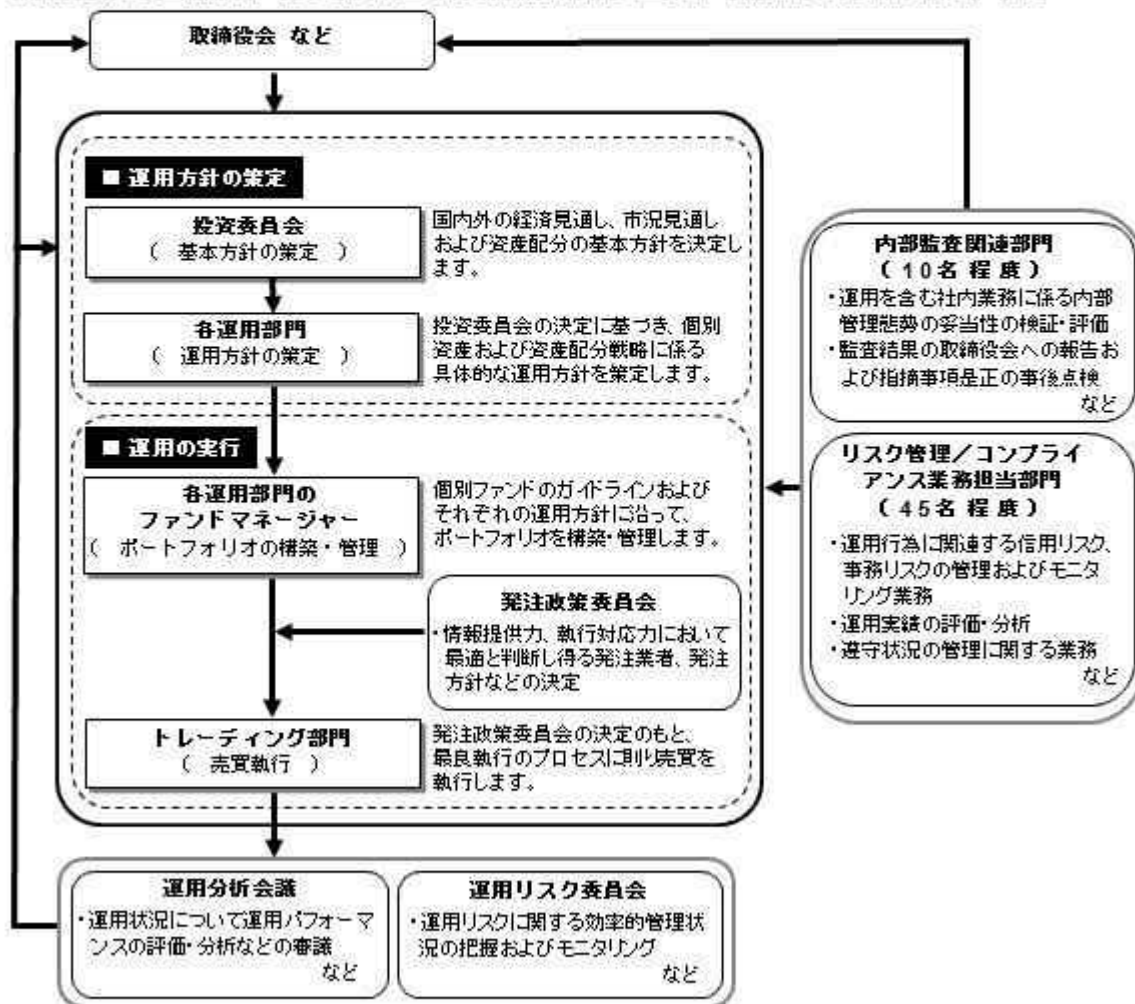 取締役会 など
■ 運用方針の策定
投資委員会
( 基本方針の策定 )
国内外の経済見通し、市況見通し
および資産配分の基本方針を決定し
ます。
各運用部門
( 運用方針の策定 )
投資委員会の決定に基づき、個別
資産および資産配分戦略に係る
具体的な運用方針を策定します。
■ 運用の実行
各運用部門の
ファンドマネージャー
( ポートフォリオの構築・管理 )
個別ファンドのガイドラインおよび
それぞれの運用方針に沿って、
ポートフォリオを構築・管理します。
発注政策委員会
・情報提供力、執行対応力において
最適と判断し得る発注業者、発注
方針などの決定
トレーディング部門
( 売買執行 )
発注政策委員会の決定のもと、
最良執行のプロセスに則り売買を
執行します。
内部監査関連部門
( 10名 程 度 )
・運用を含む社内業務に係る内部
管理態勢の妥当性の検証・評価
・監査結果の取締役会への報告お
よび指摘事項是正の事後点検
など
リスク管理/コンプライ
アンス業務担当部門
( 45名 程 度 )
・運用行為に関連する信用リスク、
事務リスクの管理およびモニタ
リング業務
・運用実績の評価・分析
・遵守状況の管理に関する業務
など
運用分析会議
・運用状況について運用パフォーマ
ンスの評価・分析などの審議
など
運用リスク委員会
・運用リスクに関する効率的管理状
況の把握およびモニタリング
など